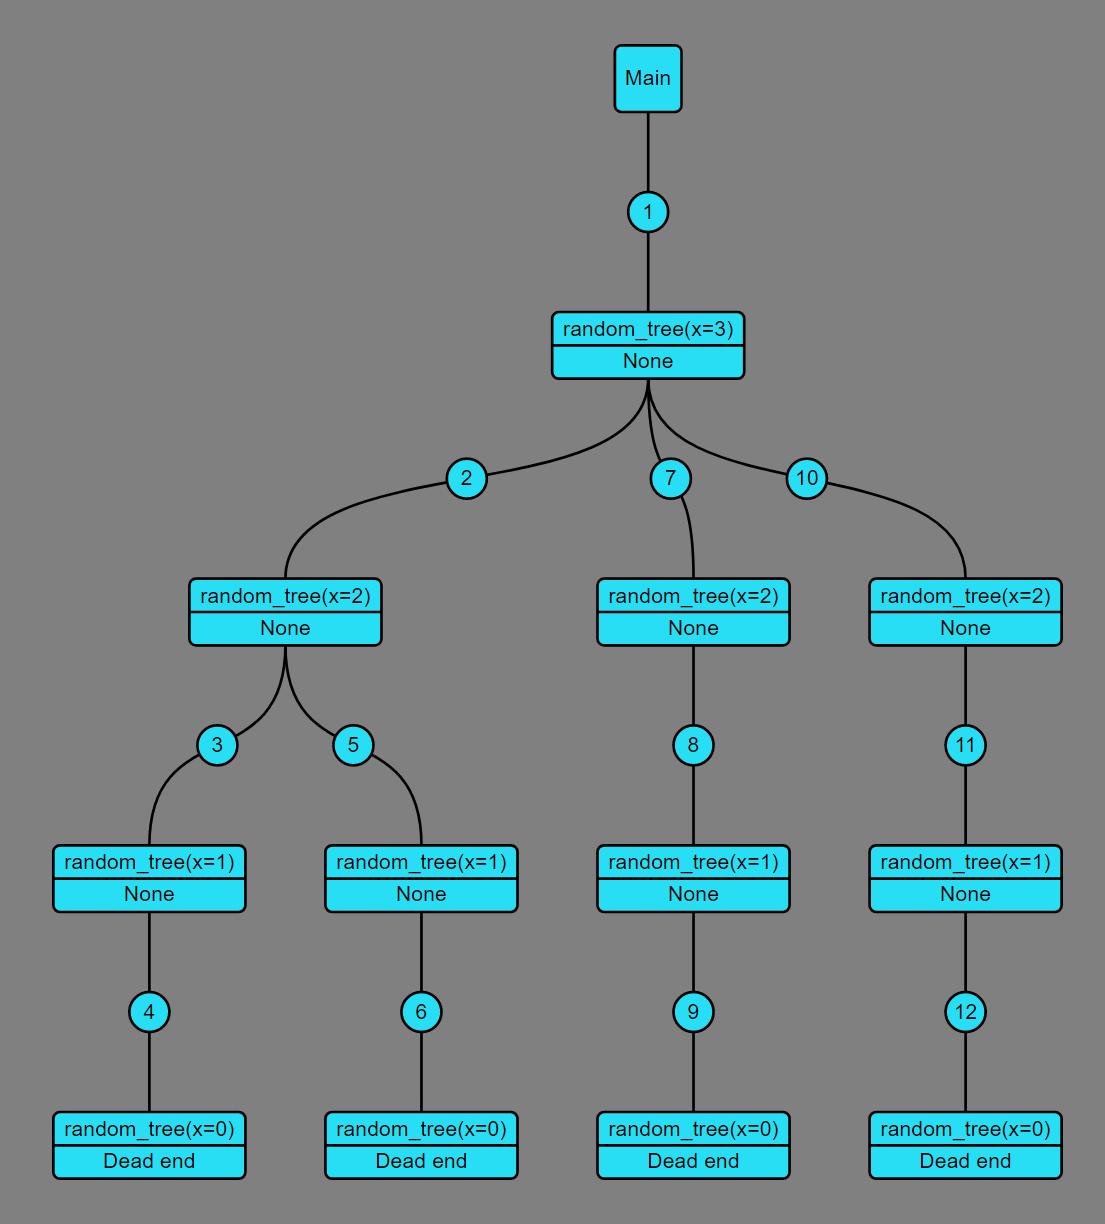 Main
1
random_tree(x=3)
None
2
7
10
random_tree(x=2)
None
random_tree(x=2)
None
random_tree(x=2)
None
3
5
8
11
random_tree(x=1)
None
random_tree(x=1)
None
random_tree(x=1)
None
random_tree(x=1)
None
4
6
9
12
random_tree(x=0)
Dead end
random_tree(x=0)
Dead end
random_tree(x=0)
Dead end
random_tree(x=0)
Dead end